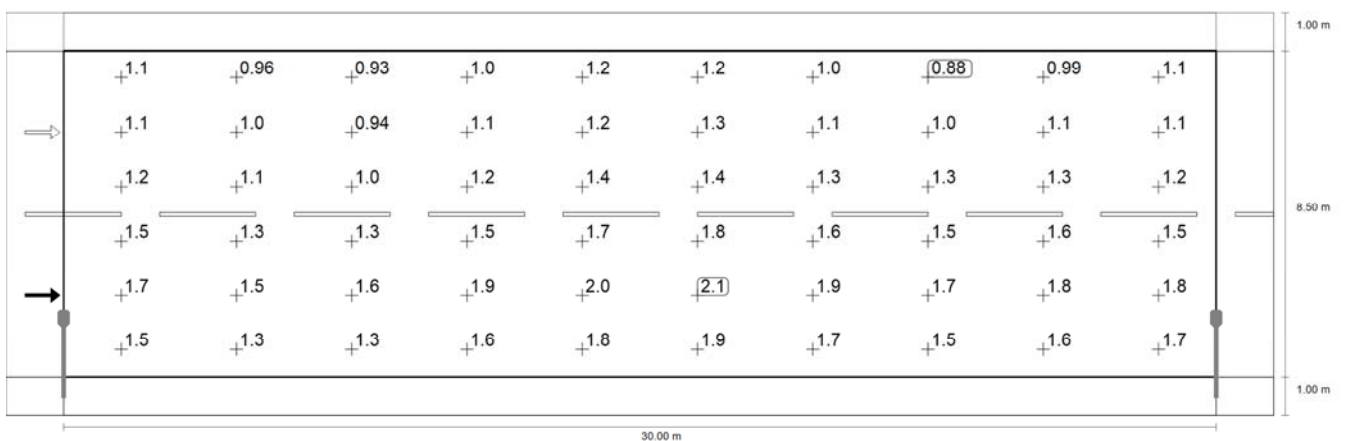 1.00 m
1.1 0.96 0.93 1.0 1.2 1.2 1.0 0.88 0.99 1.1
1.1 1.0 0.94 1.1 1.2 1.3 1.1 1.0 1.1 1.1
1.2 1.1 1.0 1.2 1.4 1.4 1.3 1.3 1.3 1.2
8.50 m
1.5 1.3 1.3 1.5 1.7 1.8 1.6 1.5 1.6 1.5
1.7 1.5 1.6 1.9 2.0 2.1 1.9 1.7 1.8 1.8
1.5 1.3 1.3 1.6 1.8 1.9 1.7 1.5 1.6 1.7
1.00 m
30.00 m